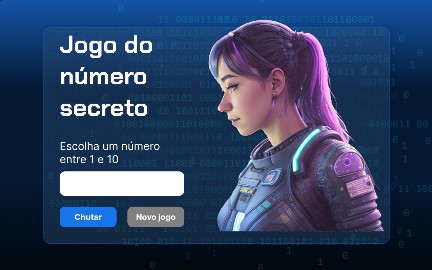 Jogo do
número
secreto
Escolha um número
entre 1 e 10
Chutar
Novo jogo